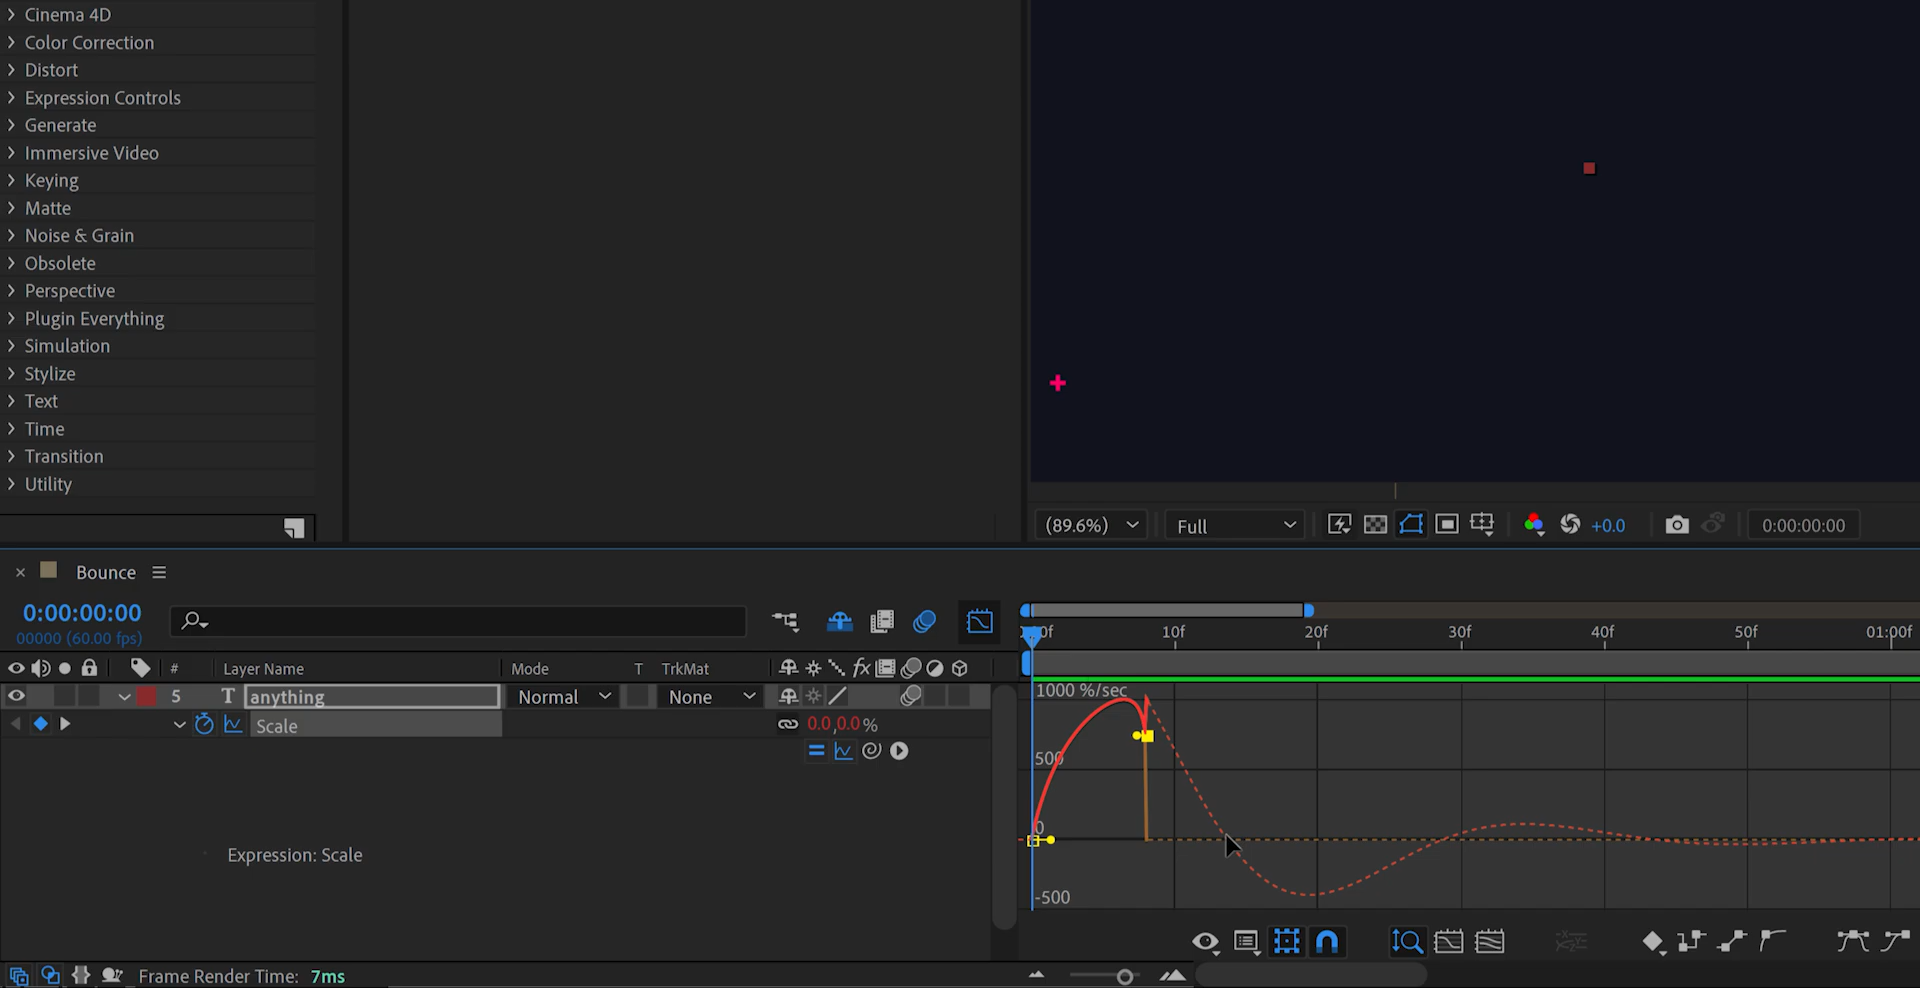 Cinema 4D
Color Correction
Distort
Expression Controls
Generate
Immersive Video
Keying
Matte
Noise & Grain
Obsolete
Perspective
Plugin Everything
Simulation
Stylize
Text
Time
Transition
Utility
(89.6%) Full +0.0 0:00:00:00
× Bounce
0:00:00:00
00000 (60.00 fps)
0f 10f 20f 30f 40f 50f 01:00f
# Layer Name Mode T TrkMat fx
5 T anything Normal None
Scale 0.0,0.0%
1000 %/sec
500
0
-500
Expression: Scale
Frame Render Time: 7ms